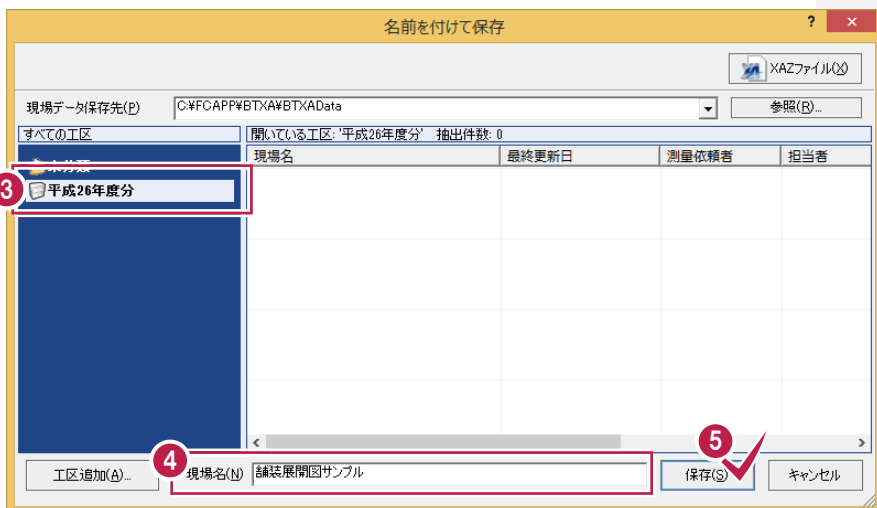 名前を付けて保存
? ×
XAZファイル(X)
現場データ保存先(P) C:¥FCAPP¥BTXA¥BTXAData 参照(R)...
すべての工区 開いている工区: '平成26年度分' 抽出件数: 0
現場名 最終更新日 測量依頼者 担当者
未分類
3 平成26年度分
4 5
工区追加(A)... 現場名(N) 舗装展開図サンプル 保存(S) キャンセル